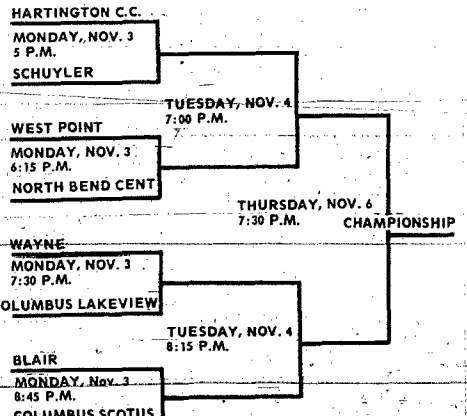 HARTINGTON C.C.
MONDAY, NOV. 3
5 P.M.
SCHUYLER
TUESDAY, NOV. 4
7:00 P.M.
WEST POINT
MONDAY, NOV. 3
6:15 P.M.
NORTH BEND CENT
THURSDAY, NOV. 6
7:30 P.M.
CHAMPIONSHIP
WAYNE
MONDAY, NOV. 3
7:30 P.M.
OLUMBUS LAKEVIEW
TUESDAY, NOV. 4
8:15 P.M.
BLAIR
MONDAY, Nov. 3
8:45 P.M.
COLUMBUS SCOTUS